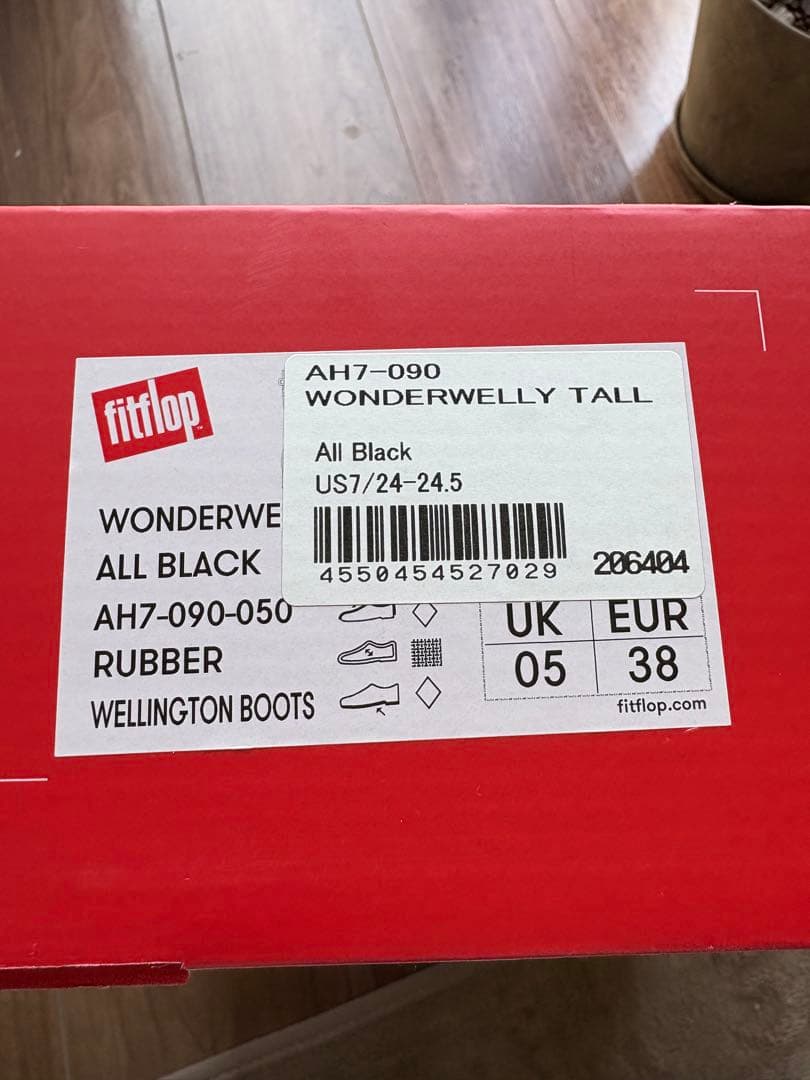 fitflop™
AH7-090
WONDERWELLY TALL
All Black
US7/24-24.5
4550454527029
206404
WONDERWE
ALL BLACK
AH7-090-050
RUBBER
WELLINGTON BOOTS
UK EUR
05 38
fitflop.com